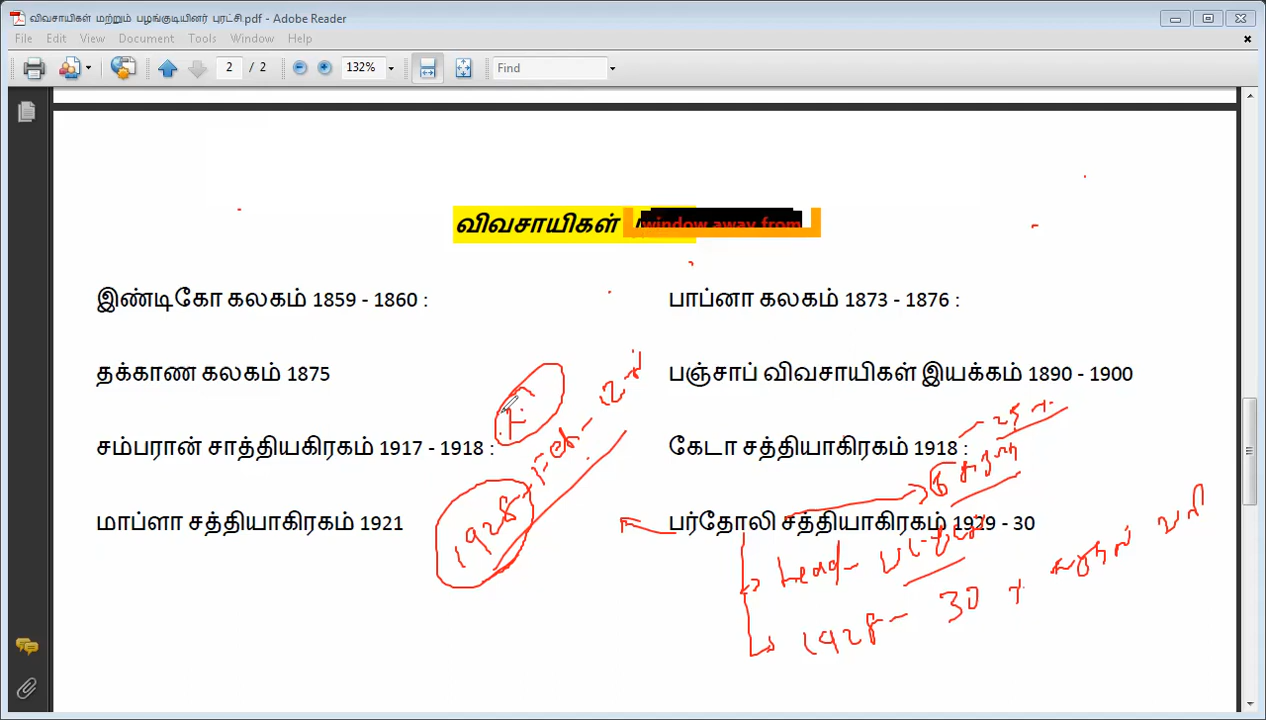 விவசாயிகள் மற்றும் பழங்குடியினர் புரட்சி.pdf - Adobe Reader
File Edit View Document Tools Window Help
2 / 2 132% Find
விவசாயிகள் window away from
இண்டிகோ கலகம் 1859 - 1860 :
பாப்னா கலகம் 1873 - 1876 :
தக்காண கலகம் 1875
பஞ்சாப் விவசாயிகள் இயக்கம் 1890 - 1900
சம்பரான் சாத்தியகிரகம் 1917 - 1918 :
கேடா சத்தியாகிரகம் 1918 :
மாப்ளா சத்தியாகிரகம் 1921
பர்தோலி சத்தியாகிரகம் 1929 - 30
1928
Lead -
1928 - 30 %